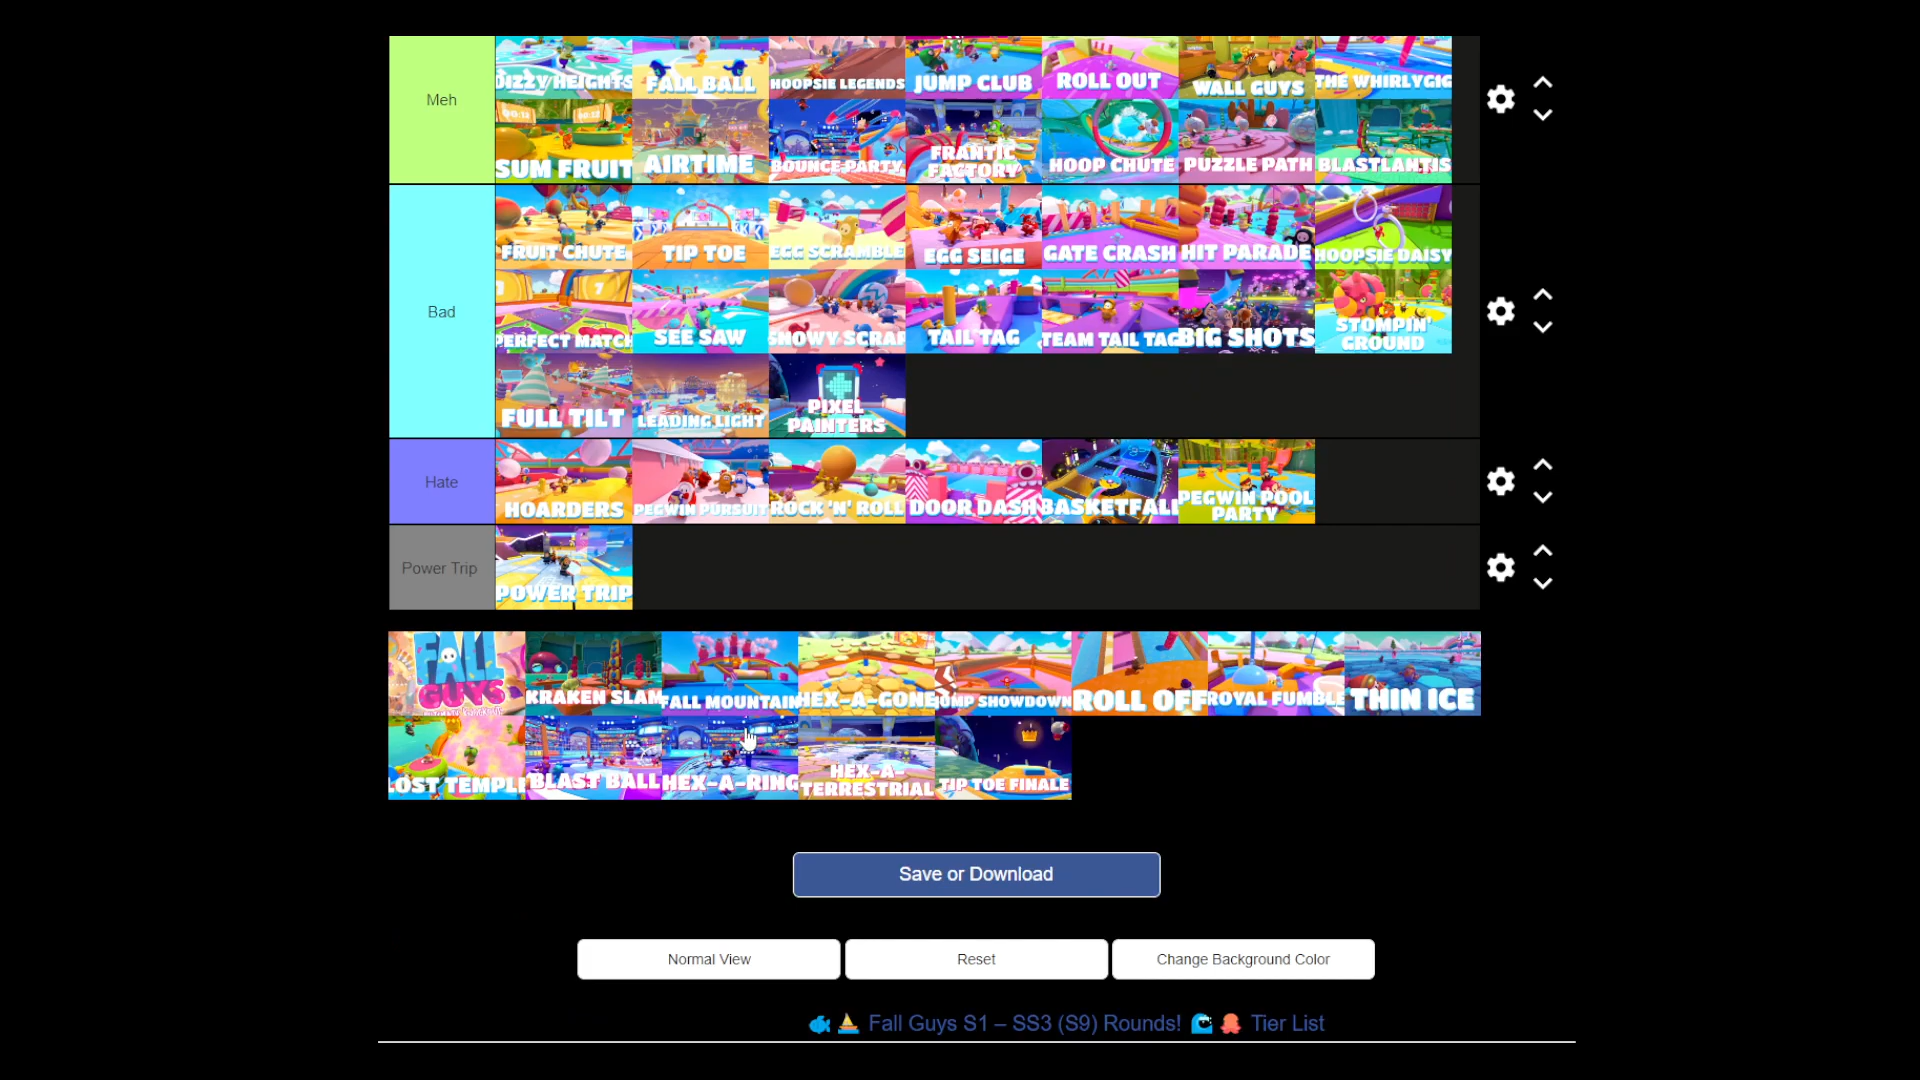 Meh
DIZZY HEIGHTS FALL BALL HOOPSIE LEGENDS JUMP CLUB ROLL OUT WALL GUYS THE WHIRLYGIG
00:12 00:12
SUM FRUIT AIRTIME BOUNCE PARTY FRANTIC FACTORY HOOP CHUTE PUZZLE PATH BLASTLANTIS
Bad
FRUIT CHUTE TIP TOE EGG SCRAMBLE EGG SEIGE GATE CRASH HIT PARADE HOOPSIE DAISY
7
PERFECT MATCH SEE SAW SNOWY SCRAP TAIL TAG TEAM TAIL TAG BIG SHOTS STOMPIN' GROUND
FULL TILT LEADING LIGHT PIXEL PAINTERS
Hate
HOARDERS PEGWIN PURSUIT ROCK 'N' ROLL DOOR DASH BASKETFALL PEGWIN POOL PARTY
Power Trip
POWER TRIP
FALL GUYS KRAKEN SLAM FALL MOUNTAIN HEX-A-GONE JUMP SHOWDOWN ROLL OFF ROYAL FUMBLE THIN ICE
LOST TEMPLE BLAST BALL HEX-A-RING HEX-A-TERRESTRIAL TIP TOE FINALE
Save or Download
Normal View
Reset
Change Background Color
Fall Guys S1 – SS3 (S9) Rounds! Tier List